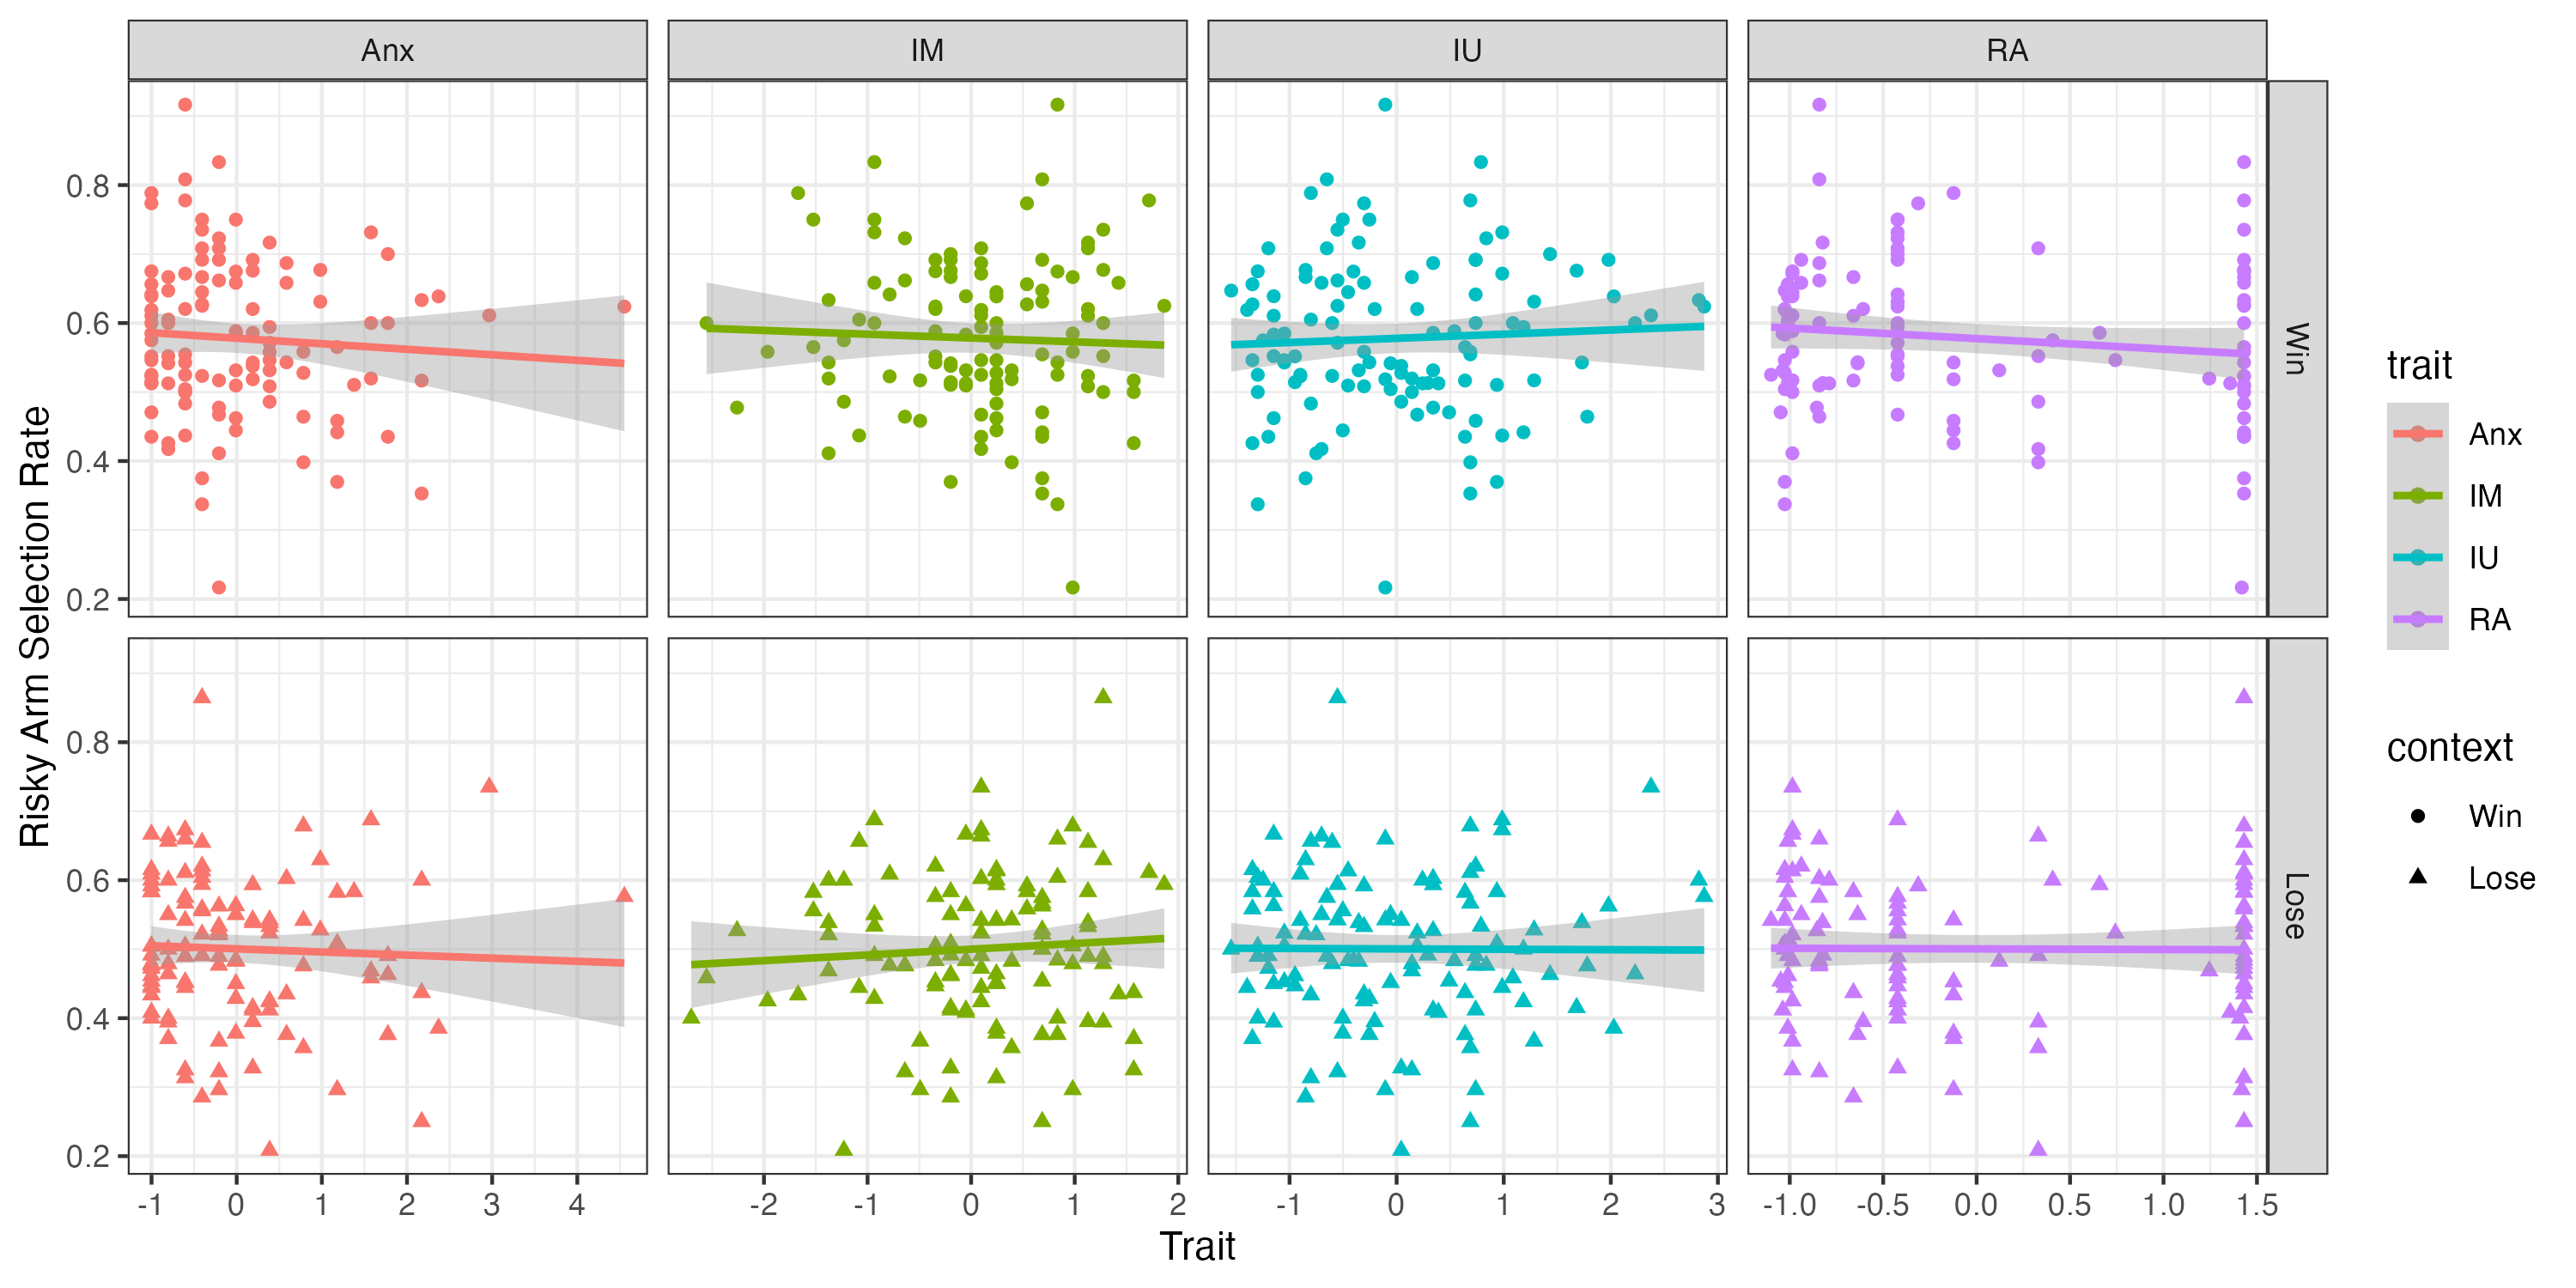 Anx IM IU RA
0.8
0.6
0.4
0.2
Win
0.8
0.6
0.4
0.2
Lose
Risky Arm Selection Rate
-1 0 1 2 3 4
-2 -1 0 1 2
-1 0 1 2 3
-1.0 -0.5 0.0 0.5 1.0 1.5
Trait
trait
Anx
IM
IU
RA
context
Win
Lose